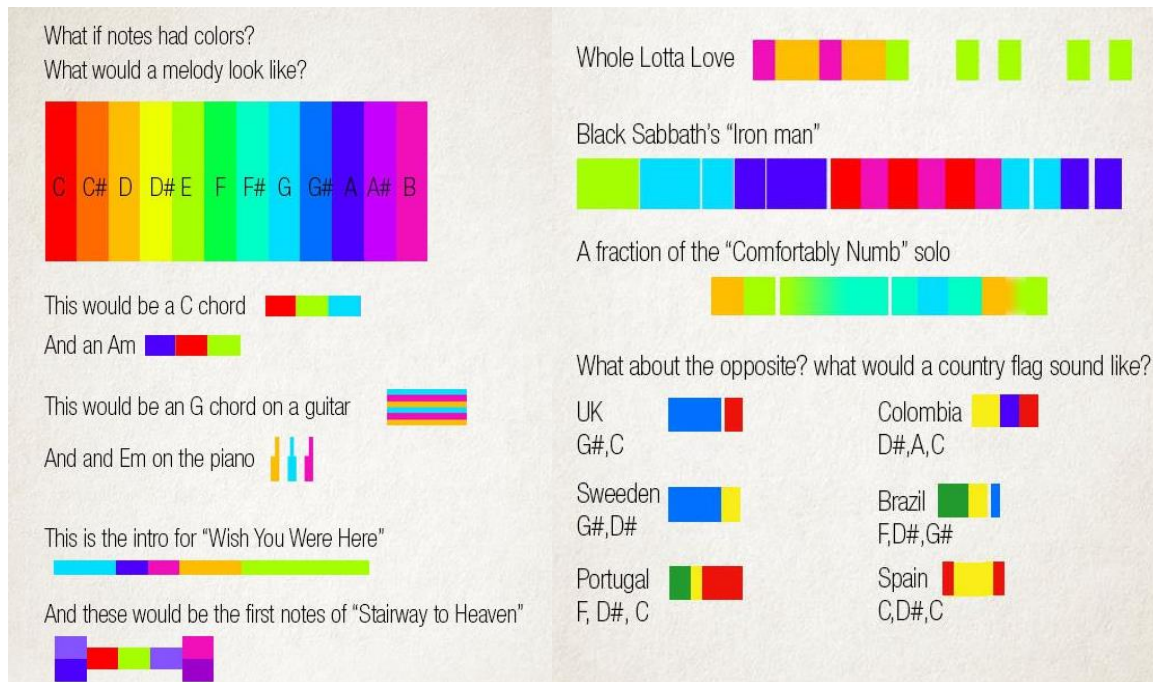 What if notes had colors?
What would a melody look like?
C C# D D# E F F# G G# A A# B
This would be a C chord
And an Am
This would be an G chord on a guitar
And and Em on the piano
This is the intro for “Wish You Were Here”
And these would be the first notes of “Stairway to Heaven”
Whole Lotta Love
Black Sabbath’s “Iron man”
A fraction of the “Comfortably Numb” solo
What about the opposite? what would a country flag sound like?
UK
G#,C
Sweeden
G#,D#
Portugal
F, D#, C
Colombia
D#,A,C
Brazil
F,D#,G#
Spain
C,D#,C